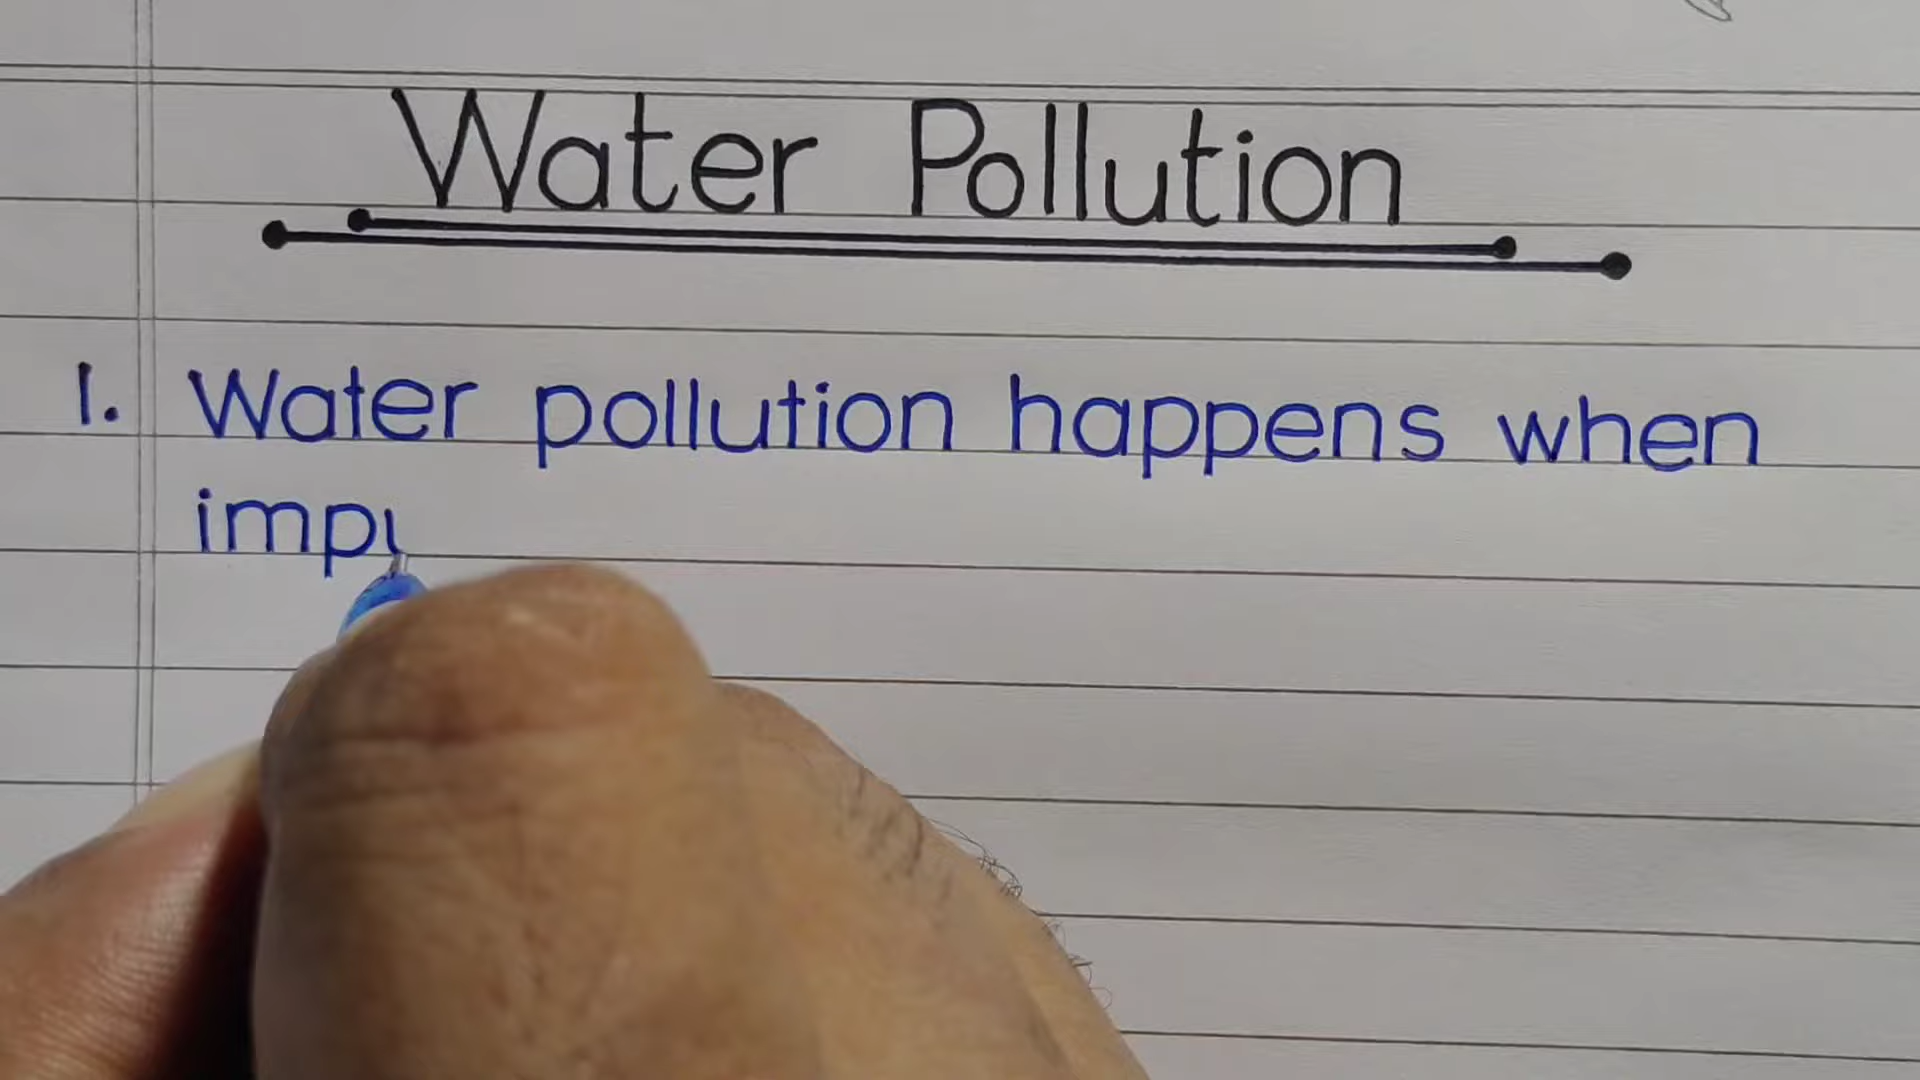 Water Pollution
1. Water pollution happens when
imp